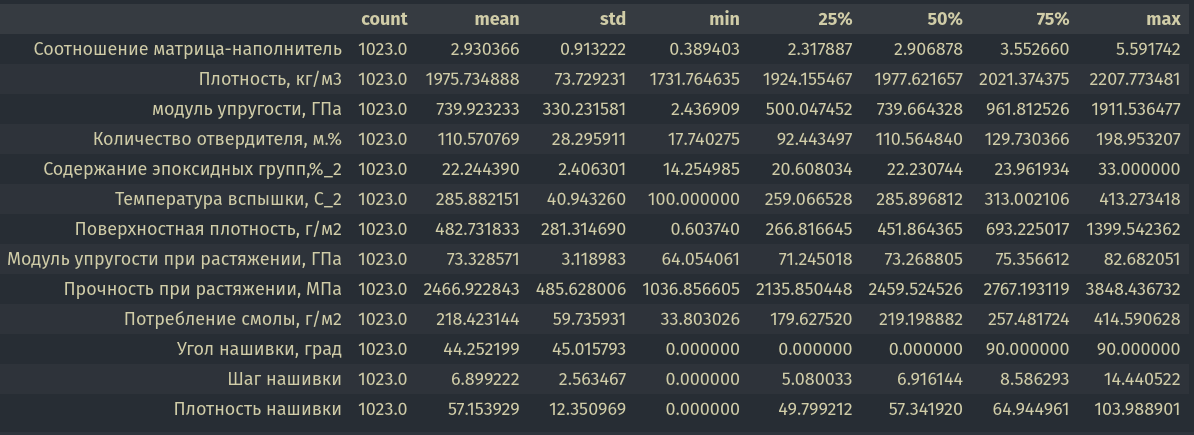 count mean std min 25% 50% 75% max
Соотношение матрица-наполнитель 1023.0 2.930366 0.913222 0.389403 2.317887 2.906878 3.552660 5.591742
Плотность, кг/м3 1023.0 1975.734888 73.729231 1731.764635 1924.155467 1977.621657 2021.374375 2207.773481
модуль упругости, ГПа 1023.0 739.923233 330.231581 2.436909 500.047452 739.664328 961.812526 1911.536477
Количество отвердителя, м.% 1023.0 110.570769 28.295911 17.740275 92.443497 110.564840 129.730366 198.953207
Содержание эпоксидных групп,%_2 1023.0 22.244390 2.406301 14.254985 20.608034 22.230744 23.961934 33.000000
Температура вспышки, С_2 1023.0 285.882151 40.943260 100.000000 259.066528 285.896812 313.002106 413.273418
Поверхностная плотность, г/м2 1023.0 482.731833 281.314690 0.603740 266.816645 451.864365 693.225017 1399.542362
Модуль упругости при растяжении, ГПа 1023.0 73.328571 3.118983 64.054061 71.245018 73.268805 75.356612 82.682051
Прочность при растяжении, МПа 1023.0 2466.922843 485.628006 1036.856605 2135.850448 2459.524526 2767.193119 3848.436732
Потребление смолы, г/м2 1023.0 218.423144 59.735931 33.803026 179.627520 219.198882 257.481724 414.590628
Угол нашивки, град 1023.0 44.252199 45.015793 0.000000 0.000000 0.000000 90.000000 90.000000
Шаг нашивки 1023.0 6.899222 2.563467 0.000000 5.080033 6.916144 8.586293 14.440522
Плотность нашивки 1023.0 57.153929 12.350969 0.000000 49.799212 57.341920 64.944961 103.988901